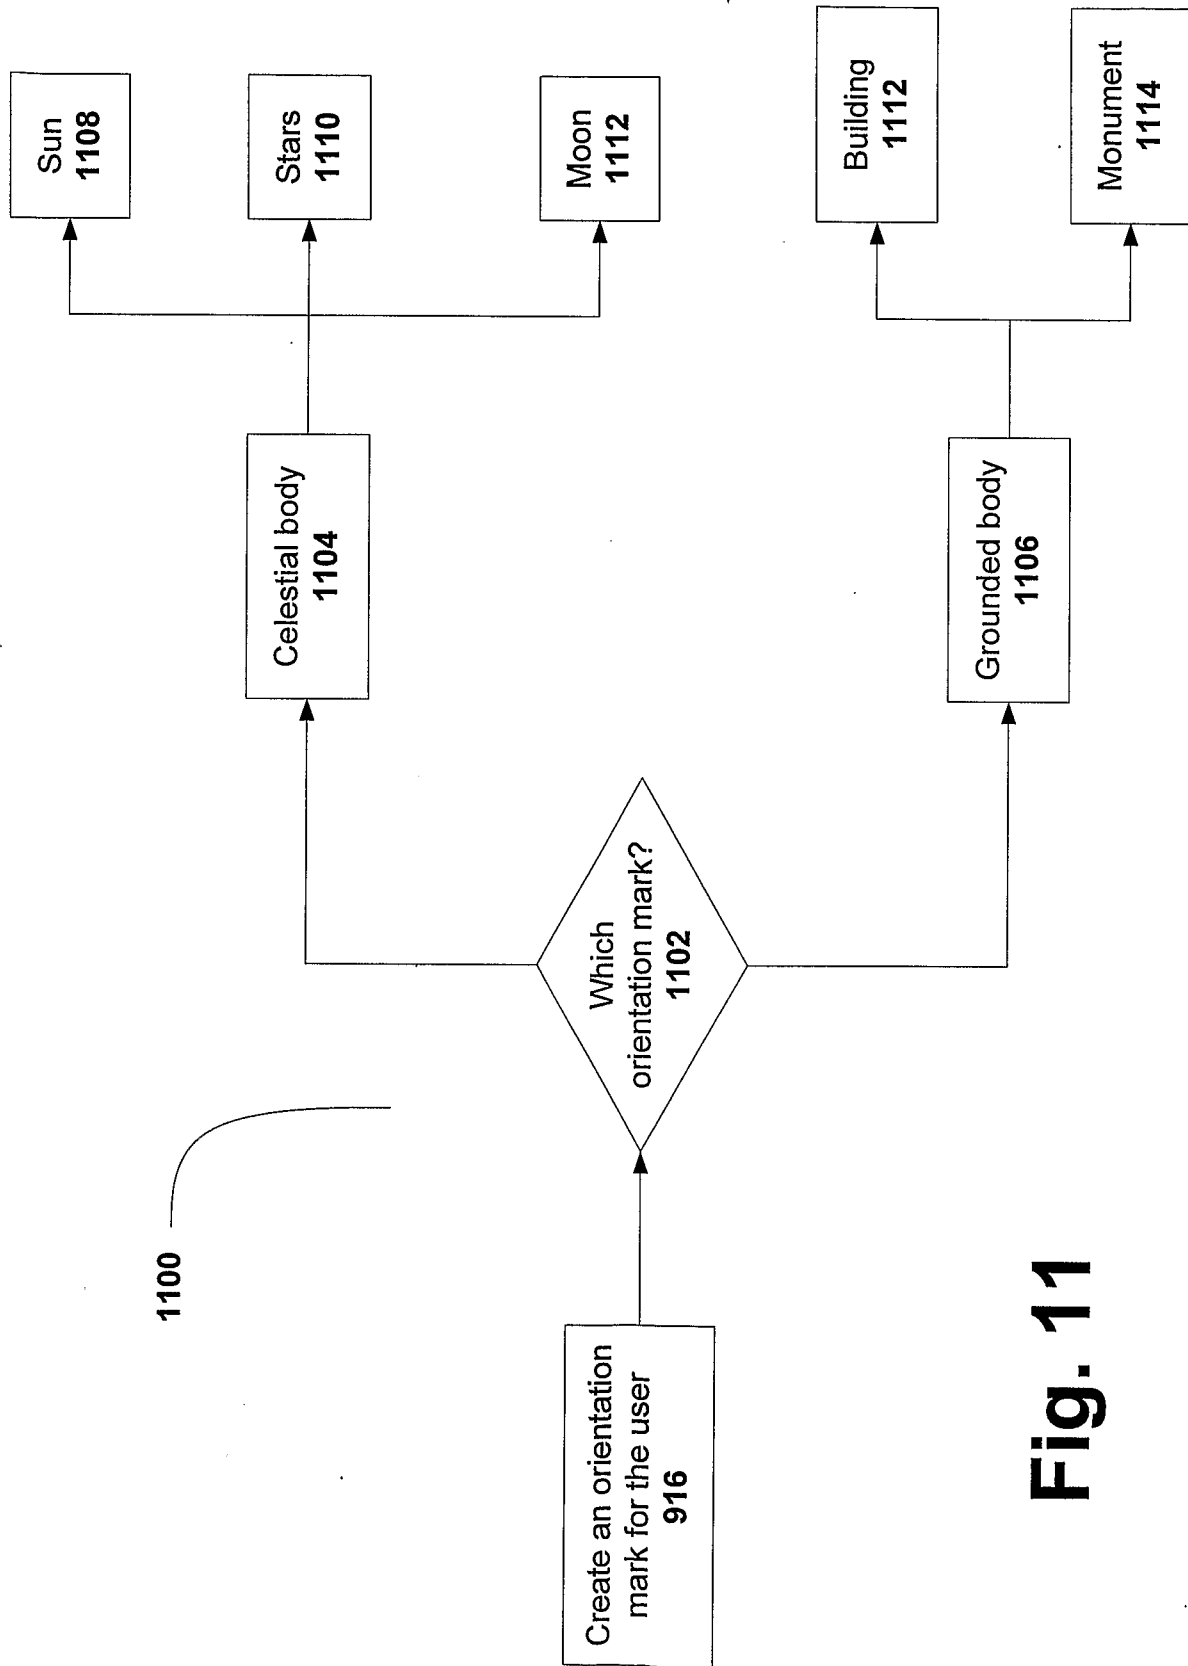 1100
Create an orientation
mark for the user
916
Which
orientation mark?
1102
Celestial body
1104
Sun
1108
Stars
1110
Moon
1112
Grounded body
1106
Building
1112
Monument
1114
Fig. 11